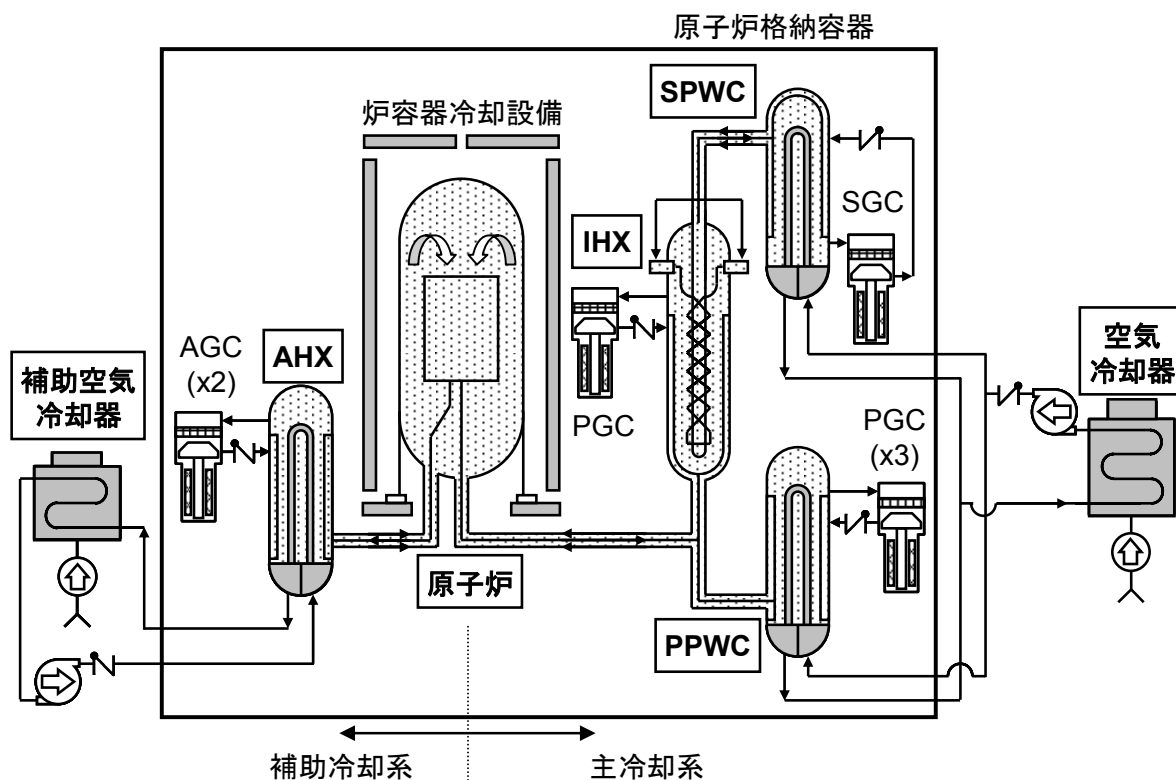 原子炉格納容器
SPWC
炉容器冷却設備
SGC
IHX
空気
冷却器
AGC
(x2)
AHX
補助空気
冷却器
PGC
PGC
(x3)
原子炉
PPWC
補助冷却系
主冷却系